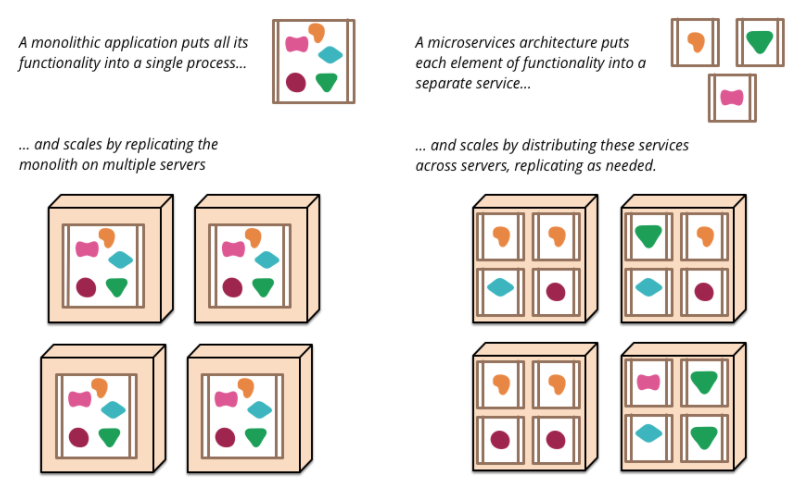 A monolithic application puts all its
functionality into a single process...
... and scales by replicating the
monolith on multiple servers
A microservices architecture puts
each element of functionality into a
separate service...
... and scales by distributing these services
across servers, replicating as needed.